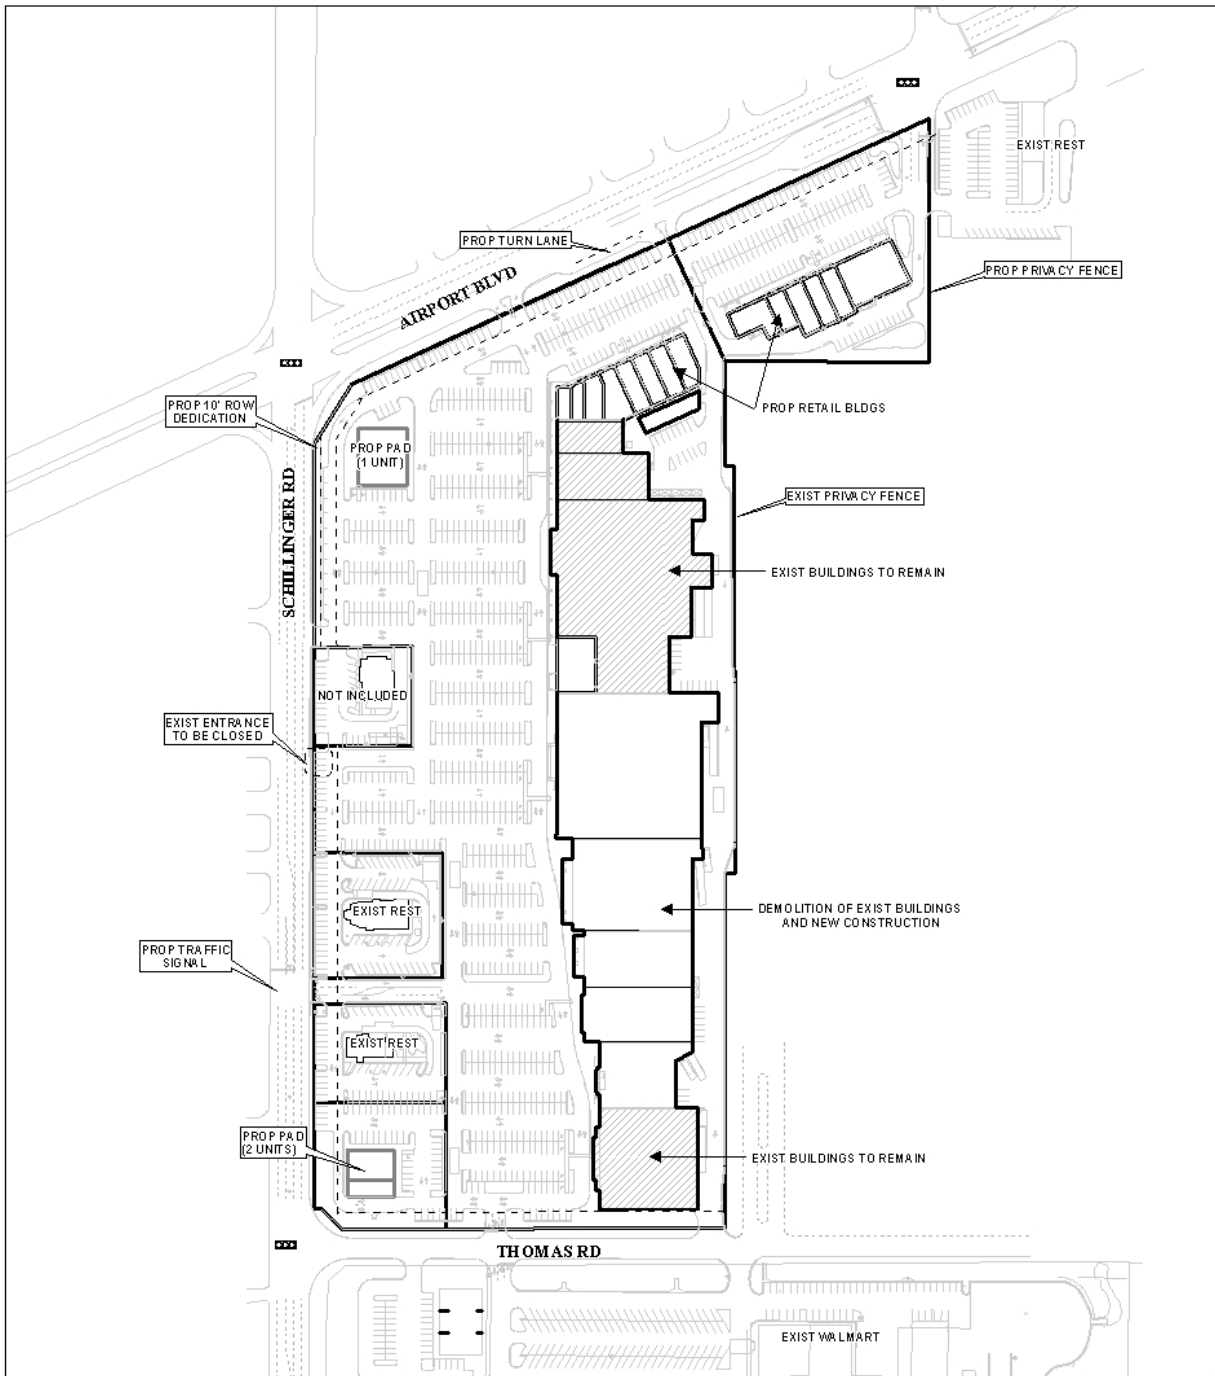 EXIST REST
PROP TURN LANE
AIRPORT BLVD
PROP PRIVACY FENCE
PROP 10' ROW
DEDICATION
PROP RETAIL BLDGS
PROP PAD
(1 UNIT)
SCHILLINGER RD
EXIST PRIVACY FENCE
EXIST BUILDINGS TO REMAIN
NOT INCLUDED
EXIST ENTRANCE
TO BE CLOSED
EXIST REST
DEMOLITION OF EXIST BUILDINGS
AND NEW CONSTRUCTION
PROP TRAFFIC
SIGNAL
EXIST REST
PROP PAD
(2 UNITS)
EXIST BUILDINGS TO REMAIN
THOMAS RD
EXIST WALMART